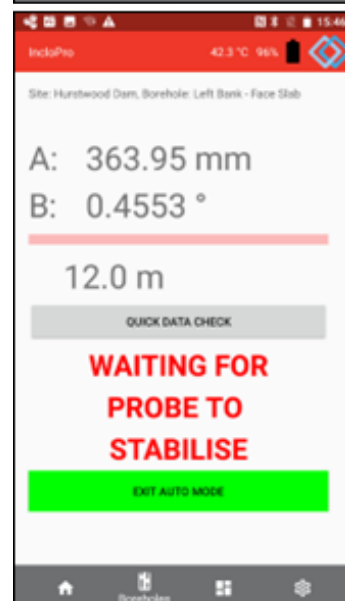 15:46
IncloPro 42.3 °C 96%
Site: Hurstwood Dam, Borehole: Left Bank - Face Slab
A: 363.95 mm
B: 0.4553 °
12.0 m
QUICK DATA CHECK
WAITING FOR
PROBE TO
STABILISE
EXIT AUTO MODE
Boreholes